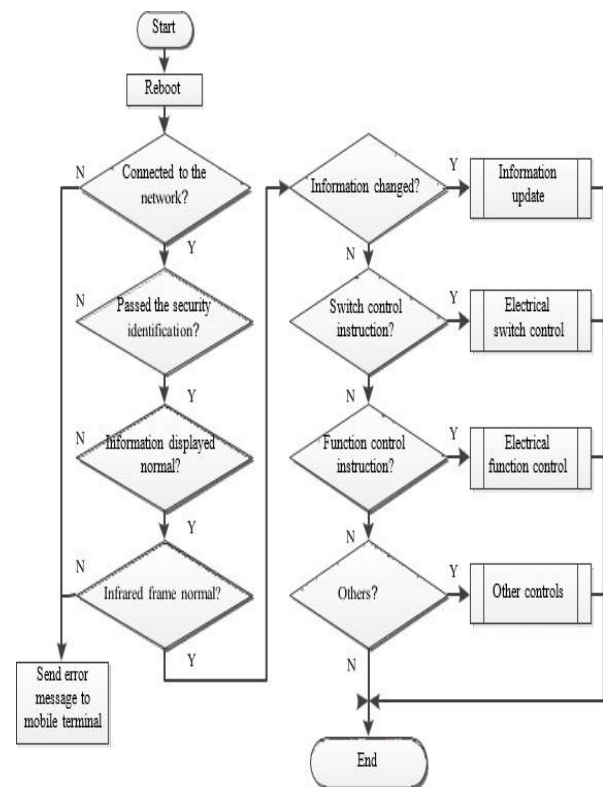 Start
Reboot
N
Connected to the
network?
Y
N
Passed the security
identification?
Y
N
Information displayed
normal?
Y
N
Infrared frame normal?
Y
Send error
message to
mobile terminal
Information changed?
Y
Information
update
N
Switch control
instruction?
Y
Electrical
switch control
N
Function control
instruction?
Y
Electrical
function control
N
Others?
Y
Other controls
N
End